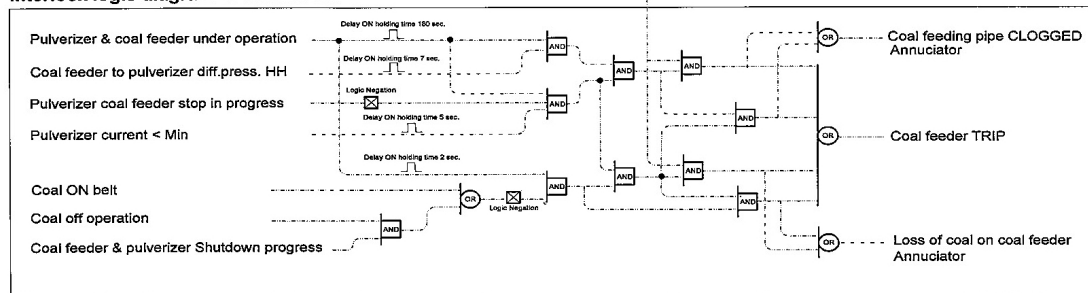 Interlock logic diagram
Delay ON holding time 180 sec.
Pulverizer & coal feeder under operation
AND
OR
Coal feeding pipe CLOGGED
Annuciator
Delay ON holding time 7 sec.
Coal feeder to pulverizer diff.press. HH
AND
AND
Logic Negation
Pulverizer coal feeder stop in progress
AND
Delay ON holding time 5 sec.
AND
Pulverizer current < Min
OR
Coal feeder TRIP
Delay ON holding time 2 sec.
AND
AND
AND
Coal ON belt
OR
Logic Negation
AND
Coal off operation
AND
Coal feeder & pulverizer Shutdown progress
OR
Loss of coal on coal feeder
Annuciator